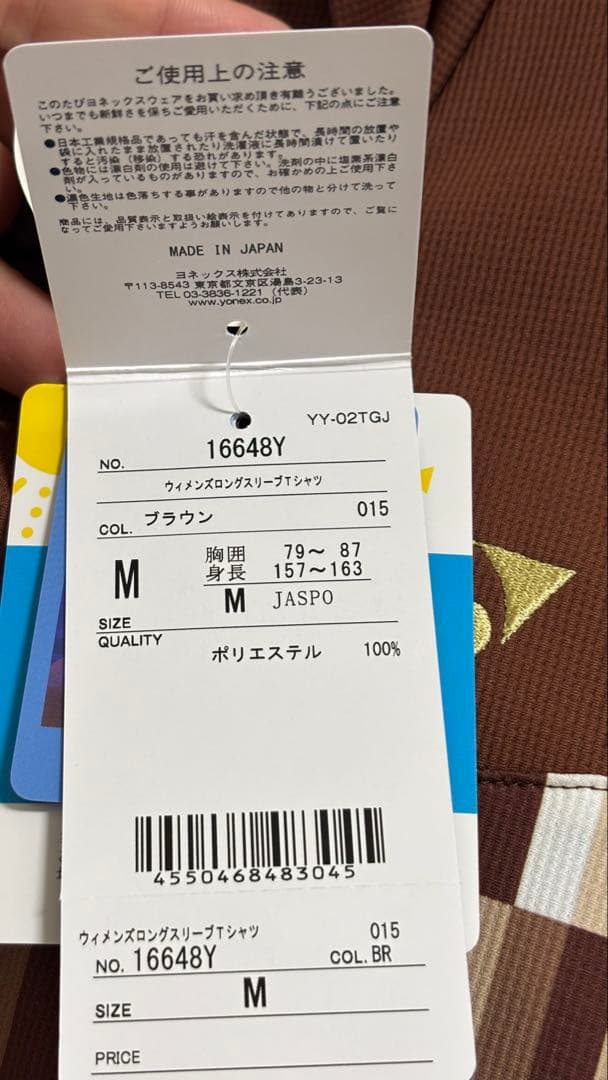 ご使用上の注意
このたびヨネックスウェアをお買い求め頂き有難うございました。
いつまでも新鮮さを保ちご愛用いただくために、下記の点にご注意
下さい。
●日本工業規格品であっても汗を含んだ状態で、長時間の放置や
袋に入れたまま放置されたり洗濯液に長時間漬けて置いたり
すると汚染（移染）する恐れがあります。
●色物には漂白剤の使用は避けて下さい。洗剤の中に塩素系漂白
剤が入っているものがありますので、お確かめの上ご使用下さ
い。
●濃色生地は色落ちする事がありますので他の物と分けて洗って
下さい。
商品には、品質表示と取扱い絵表示を付けてありますので、ご覧に
なってご使用下さいますようお願いします。
MADE IN JAPAN
ヨネックス株式会社
〒113-8543 東京都文京区湯島3-23-13
TEL 03-3836-1221（代表）
www.yonex.co.jp
YY-02TGJ
NO. 16648Y
ウィメンズロングスリーブTシャツ
COL. ブラウン 015
M 胸囲 79〜 87
身長 157〜163
M JASPO
SIZE
QUALITY
ポリエステル 100%
4550468483045
ウィメンズロングスリーブTシャツ 015
NO. 16648Y COL. BR
SIZE M
PRICE